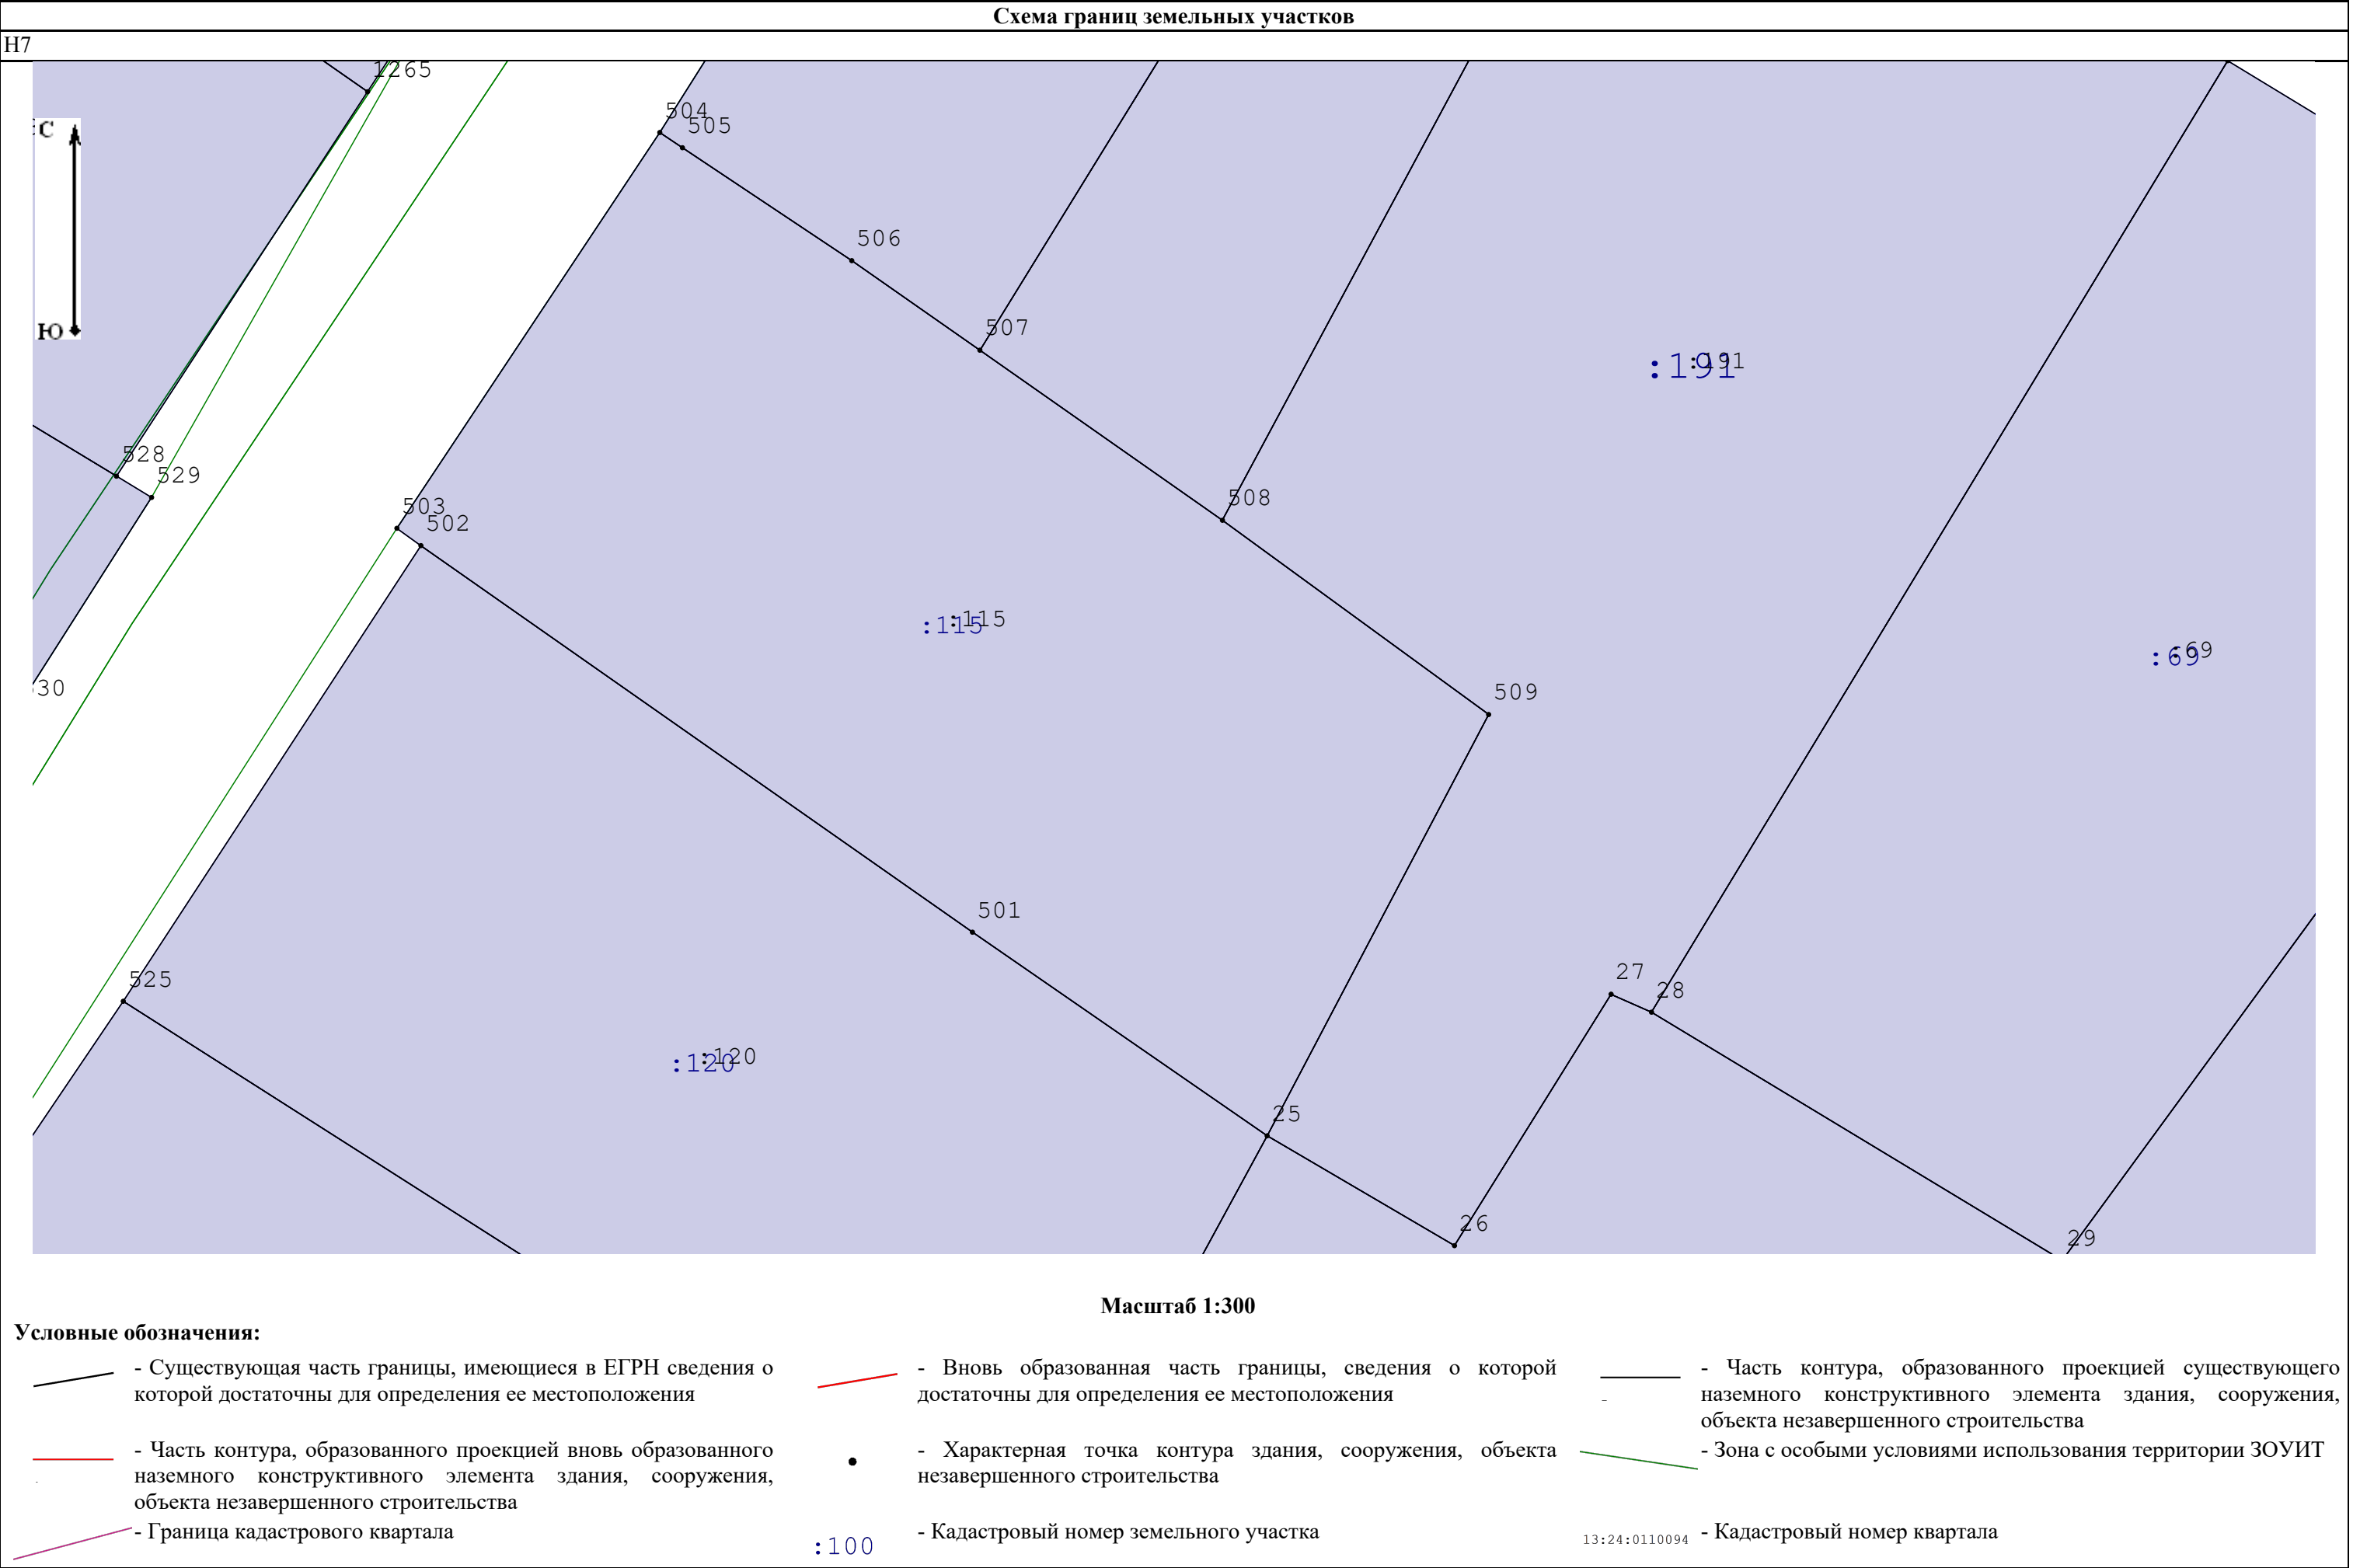 Схема границ земельных участков
Н7
1265
504
505
С
506
507
Ю
:191
:191
528
529
508
503
502
:115
:115
:69
:69
30
509
501
27
525
28
:120
:120
25
26
29
Масштаб 1:300
Условные обозначения:
- Существующая часть границы, имеющиеся в ЕГРН сведения о
которой достаточны для определения ее местоположения
- Вновь образованная часть границы, сведения о которой
достаточны для определения ее местоположения
- Часть контура, образованного проекцией существующего
наземного конструктивного элемента здания, сооружения,
объекта незавершенного строительства
- Часть контура, образованного проекцией вновь образованного
наземного конструктивного элемента здания, сооружения,
объекта незавершенного строительства
- Характерная точка контура здания, сооружения, объекта
незавершенного строительства
- Зона с особыми условиями использования территории ЗОУИТ
- Граница кадастрового квартала
:100
- Кадастровый номер земельного участка
13:24:0110094
- Кадастровый номер квартала